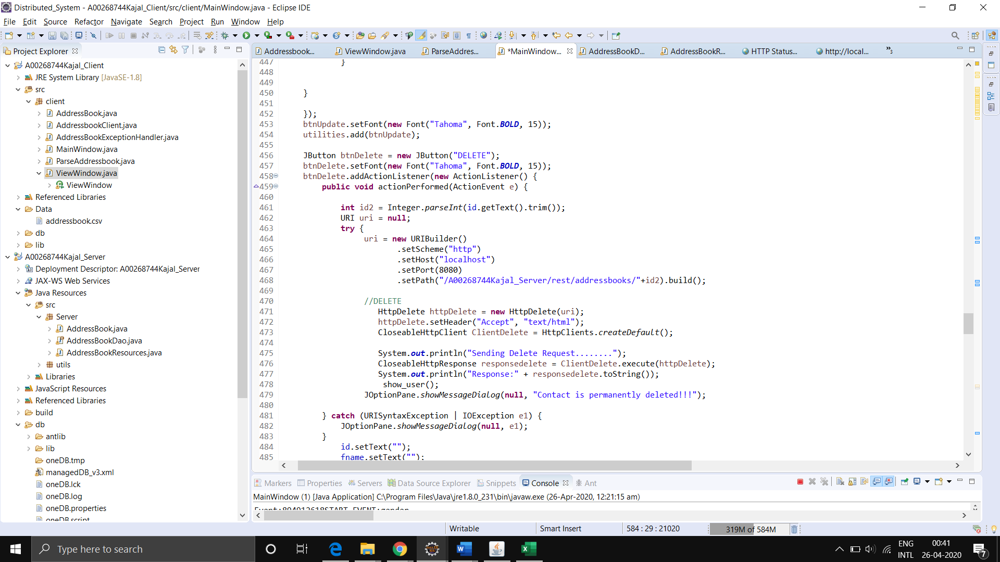 Distributed_System - A00268744Kajal_Client/src/client/MainWindow.java - Eclipse IDE
File Edit Source Refactor Navigate Search Project Run Window Help
Project Explorer
A00268744Kajal_Client
JRE System Library [JavaSE-1.8]
src
client
AddressBook.java
AddressbookClient.java
AddressBookExceptionHandler.java
MainWindow.java
ParseAddressbook.java
ViewWindow.java
ViewWindow
Referenced Libraries
Data
addressbook.csv
db
lib
A00268744Kajal_Server
Deployment Descriptor: A00268744Kajal_Server
JAX-WS Web Services
Java Resources
src
Server
AddressBook.java
AddressBookDao.java
AddressBookResources.java
utils
Libraries
JavaScript Resources
Referenced Libraries
build
db
antlib
lib
oneDB.tmp
managedDB_v3.xml
oneDB.lck
oneDB.log
oneDB.properties
oneDB.script
Addressbook... ViewWindow.java ParseAddres... *MainWindow... AddressBookD... AddressBookR... HTTP Status... http://local... »3
447 }
448
449
450 }
451
452 });
453 btnUpdate.setFont(new Font("Tahoma", Font.BOLD, 15));
454 utilities.add(btnUpdate);
455
456 JButton btnDelete = new JButton("DELETE");
457 btnDelete.setFont(new Font("Tahoma", Font.BOLD, 15));
458 btnDelete.addActionListener(new ActionListener() {
459 public void actionPerformed(ActionEvent e) {
460
461 int id2 = Integer.parseInt(id.getText().trim());
462 URI uri = null;
463 try {
464 uri = new URIBuilder()
465 .setScheme("http")
466 .setHost("localhost")
467 .setPort(8080)
468 .setPath("/A00268744Kajal_Server/rest/addressbooks/"+id2).build();
469
470 //DELETE
471 HttpDelete httpDelete = new HttpDelete(uri);
472 httpDelete.setHeader("Accept", "text/html");
473 CloseableHttpClient ClientDelete = HttpClients.createDefault();
474
475 System.out.println("Sending Delete Request........");
476 CloseableHttpResponse responsedelete = ClientDelete.execute(httpDelete);
477 System.out.println("Response:" + responsedelete.toString());
478 show_user();
479 JOptionPane.showMessageDialog(null, "Contact is permanently deleted!!!");
480
481 } catch (URISyntaxException | IOException e1) {
482 JOptionPane.showMessageDialog(null, e1);
483 }
484 id.setText("");
485 fname.setText("");
Markers Properties Servers Data Source Explorer Snippets Console Ant
MainWindow (1) [Java Application] C:\Program Files\Java\jre1.8.0_231\bin\javaw.exe (26-Apr-2020, 12:21:15 am)
Writable Smart Insert 584 : 29 : 21020 319M of 584M
Type here to search
ENG
INTL
00:41
26-04-2020
7